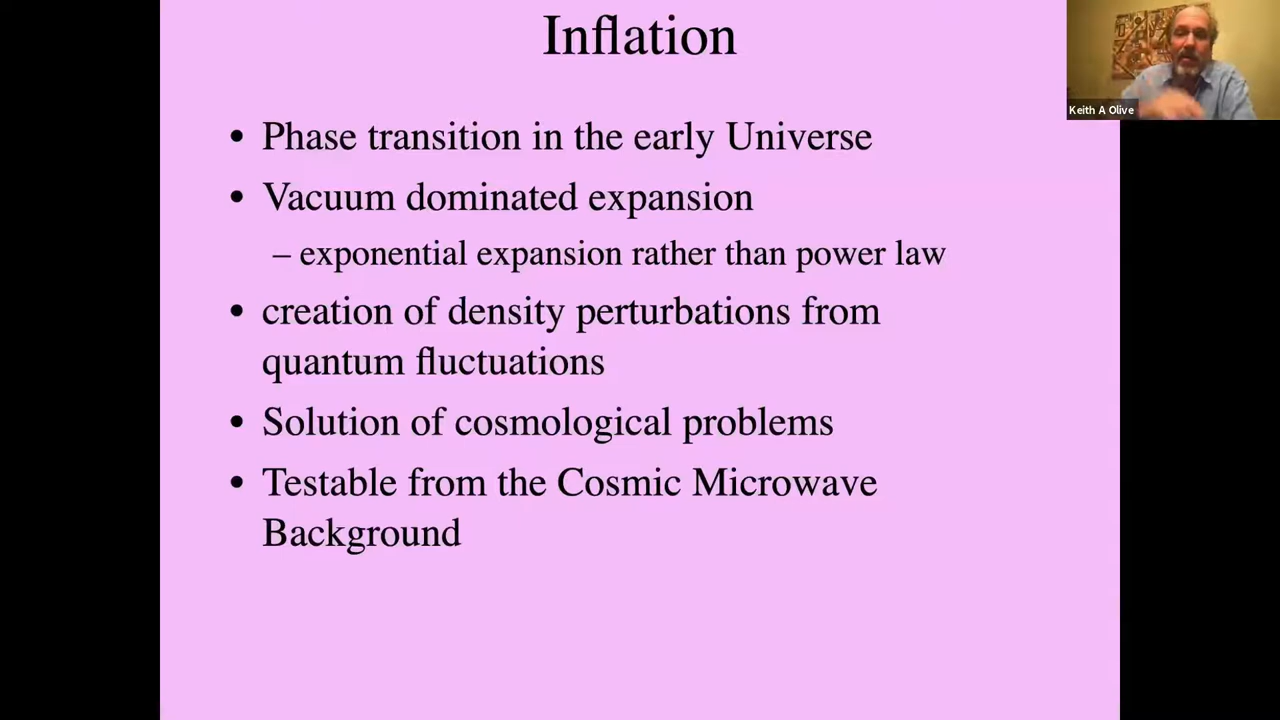 Inflation
Keith A Olive
• Phase transition in the early Universe
• Vacuum dominated expansion
– exponential expansion rather than power law
• creation of density perturbations from
quantum fluctuations
• Solution of cosmological problems
• Testable from the Cosmic Microwave
Background